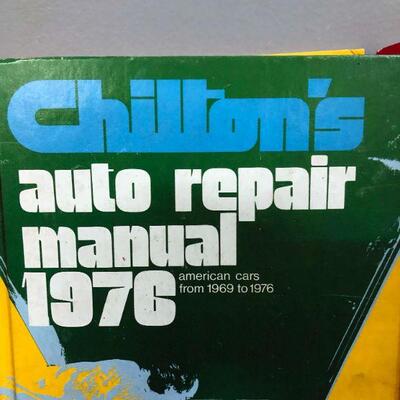 Chilton's
auto repair
manual
1976
american cars
from 1969 to 1976